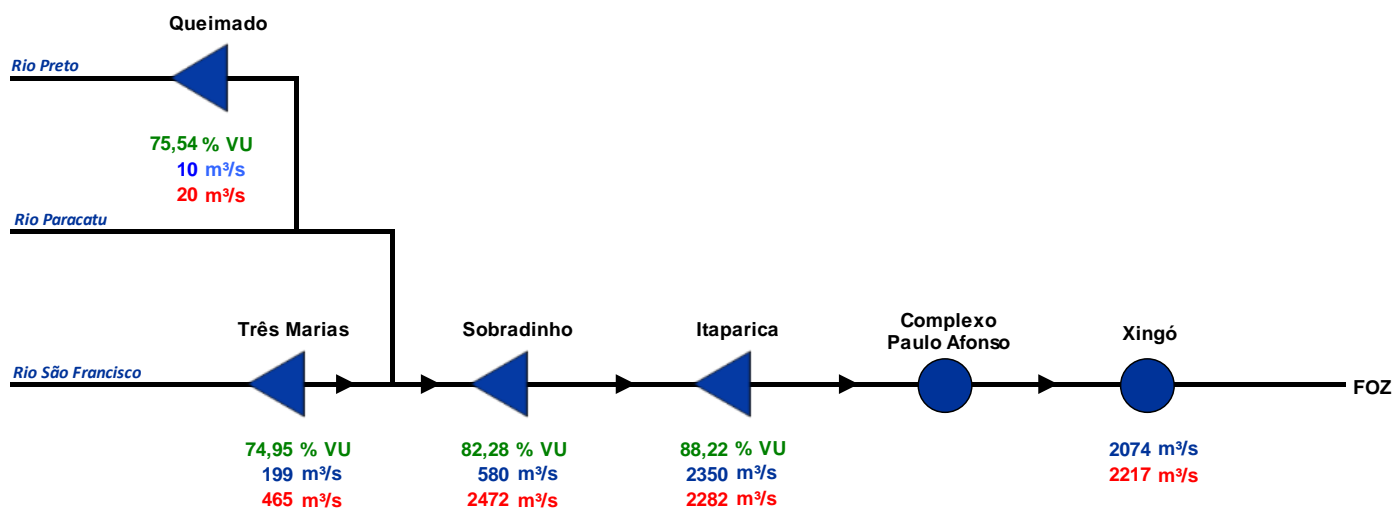 Queimado
Rio Preto
75,54 % VU
10 m³/s
20 m³/s
Rio Paracatu
Três Marias
Sobradinho
Itaparica
Complexo
Paulo Afonso
Xingó
Rio São Francisco
FOZ
74,95 % VU
199 m³/s
465 m³/s
82,28 % VU
580 m³/s
2472 m³/s
88,22 % VU
2350 m³/s
2282 m³/s
2074 m³/s
2217 m³/s